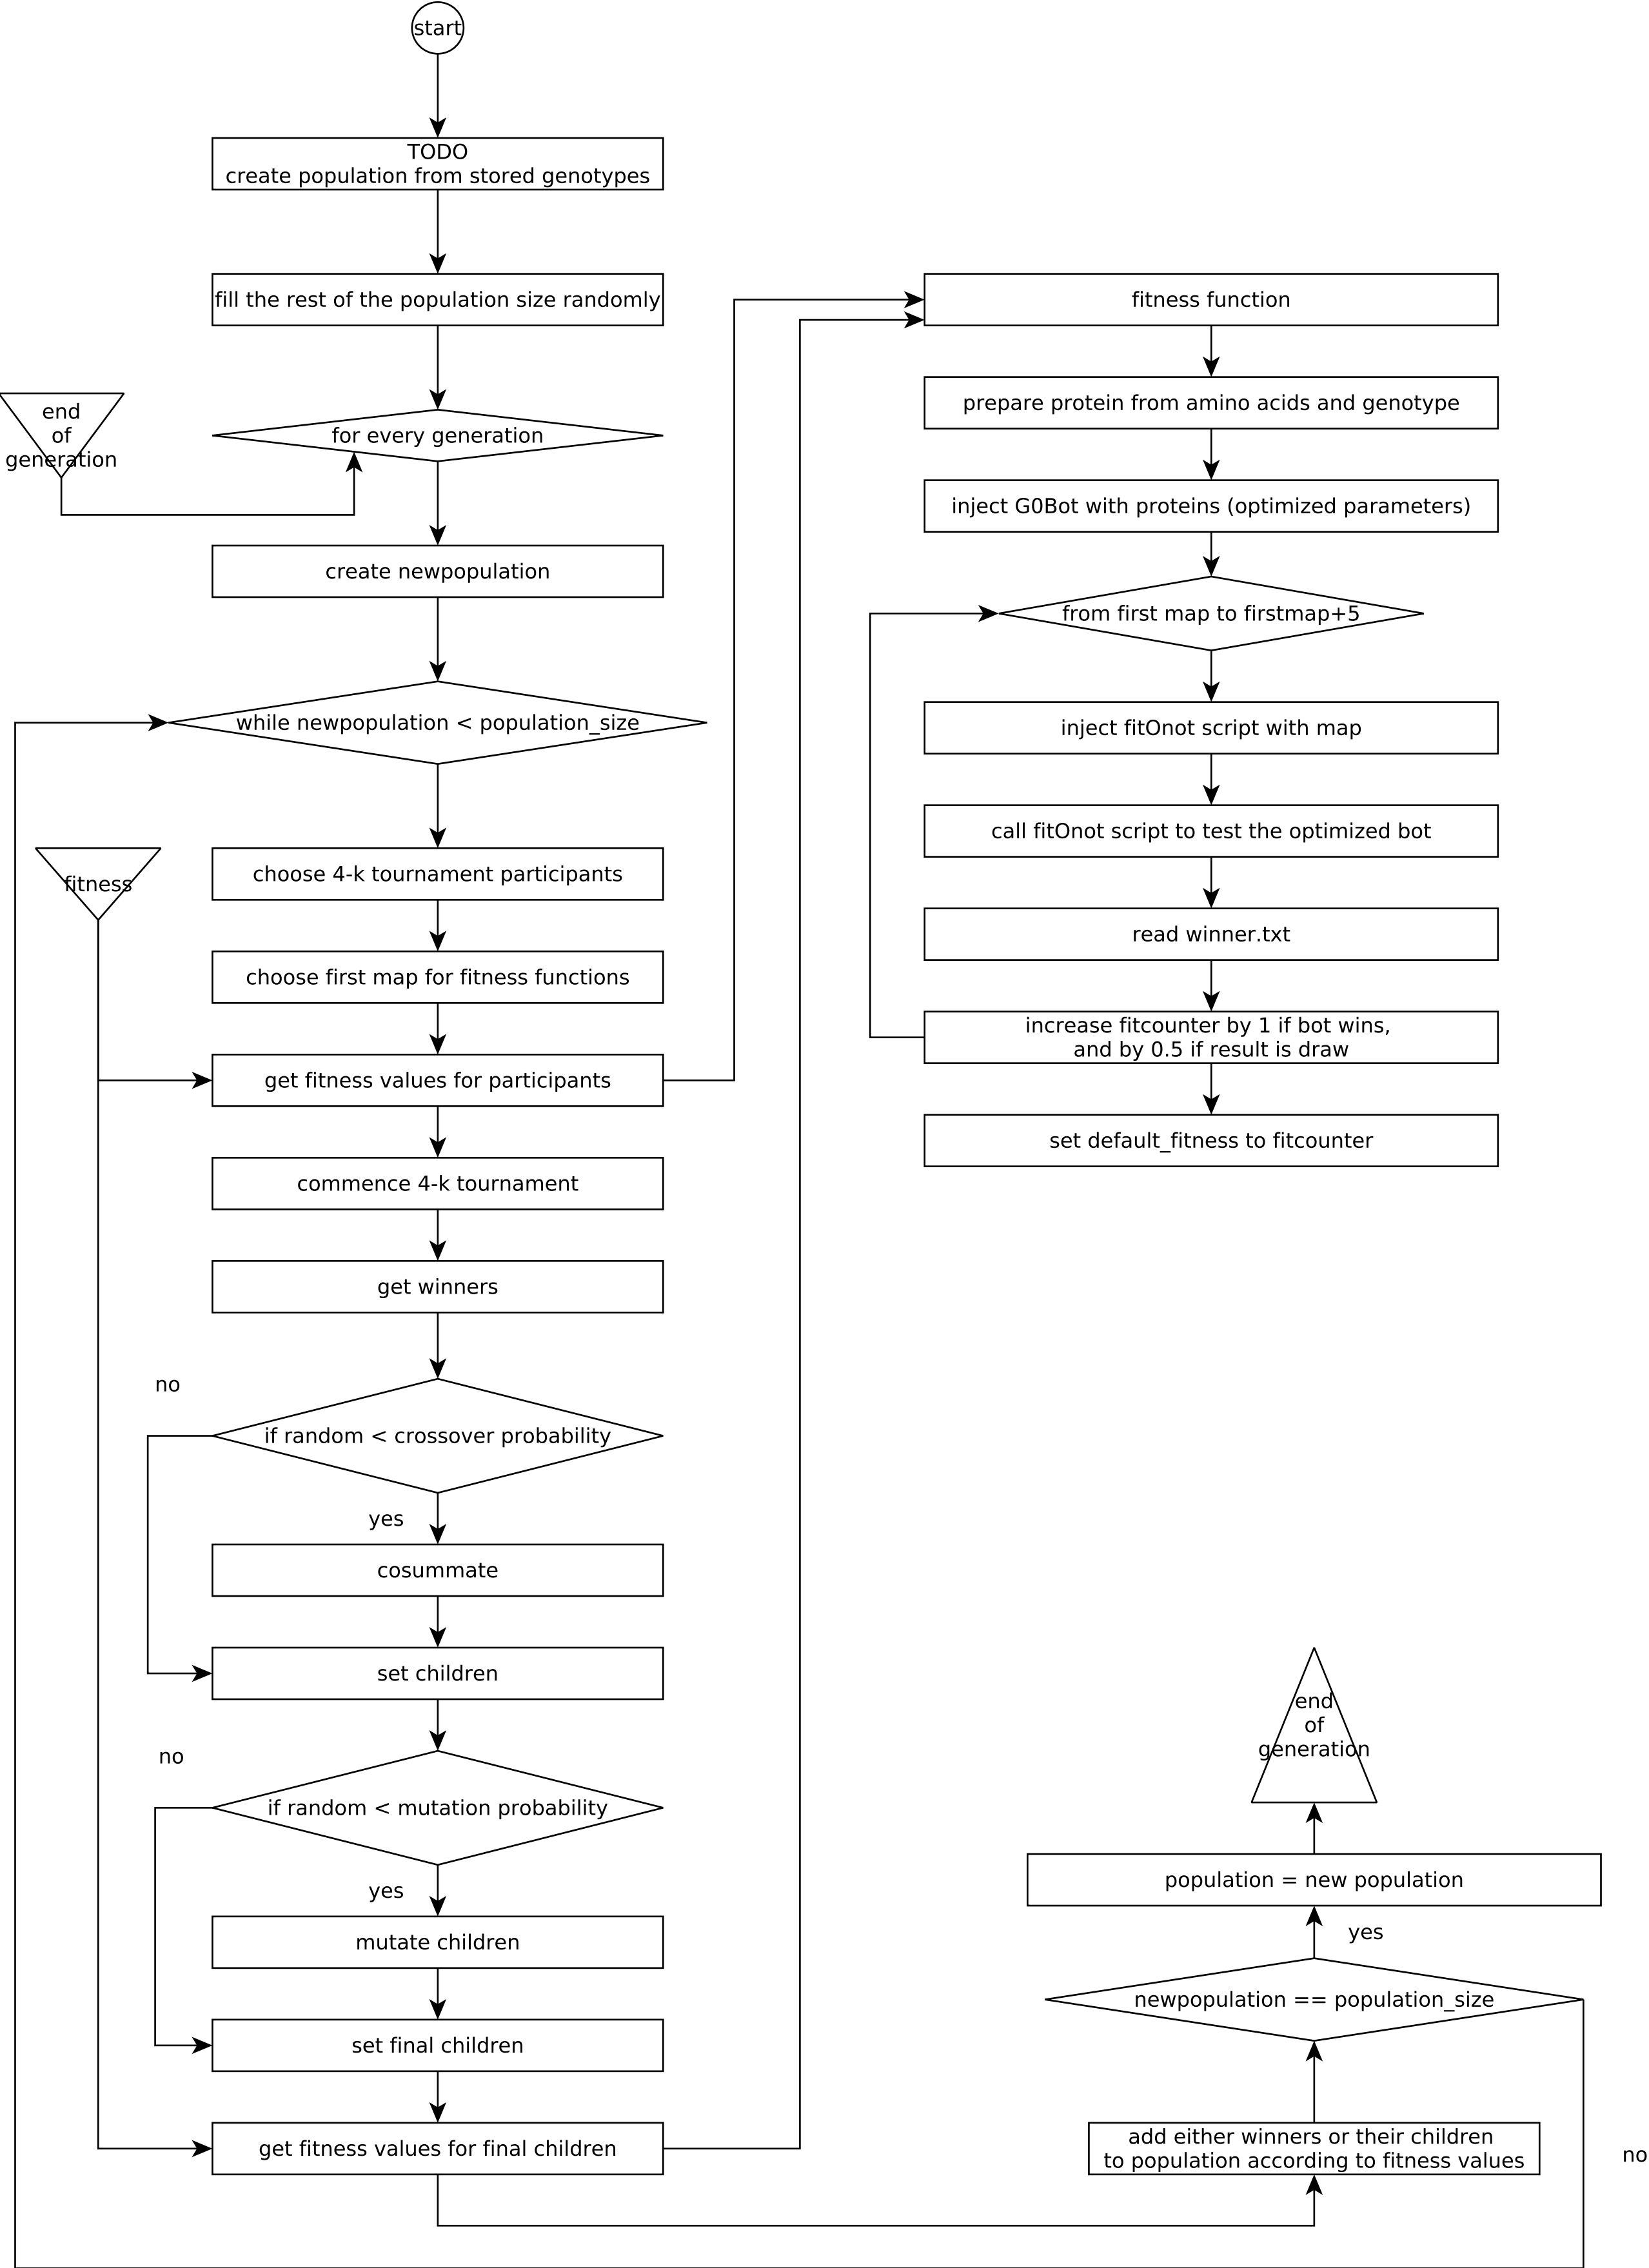 start
TODO
create population from stored genotypes
fill the rest of the population size randomly
end
of
generation
for every generation
create newpopulation
while newpopulation < population_size
fitness
choose 4-k tournament participants
choose first map for fitness functions
get fitness values for participants
commence 4-k tournament
get winners
no
if random < crossover probability
yes
cosummate
set children
no
if random < mutation probability
yes
mutate children
set final children
get fitness values for final children
fitness function
prepare protein from amino acids and genotype
inject G0Bot with proteins (optimized parameters)
from first map to firstmap+5
inject fitOnot script with map
call fitOnot script to test the optimized bot
read winner.txt
increase fitcounter by 1 if bot wins,
and by 0.5 if result is draw
set default_fitness to fitcounter
end
of
generation
population = new population
yes
newpopulation == population_size
add either winners or their children
to population according to fitness values
no